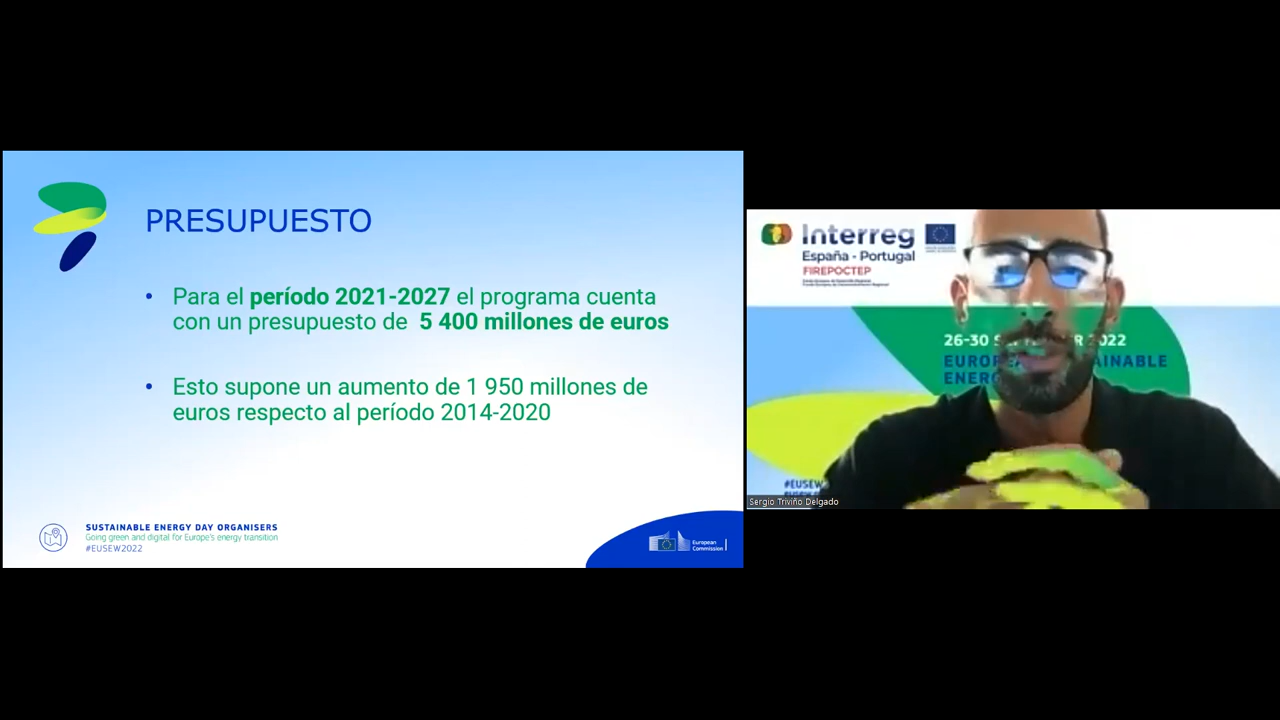 PRESUPUESTO
• Para el período 2021-2027 el programa cuenta
con un presupuesto de 5 400 millones de euros
• Esto supone un aumento de 1 950 millones de
euros respecto al período 2014-2020
SUSTAINABLE ENERGY DAY ORGANISERS
Going green and digital for Europe's energy transition
#EUSEW2022
European
Commission
Interreg
España - Portugal
FIREPOCTEP
26-30 2022
EUROPE AINABLE
ENERG
#EUSEW
Sergio Triviño Delgado